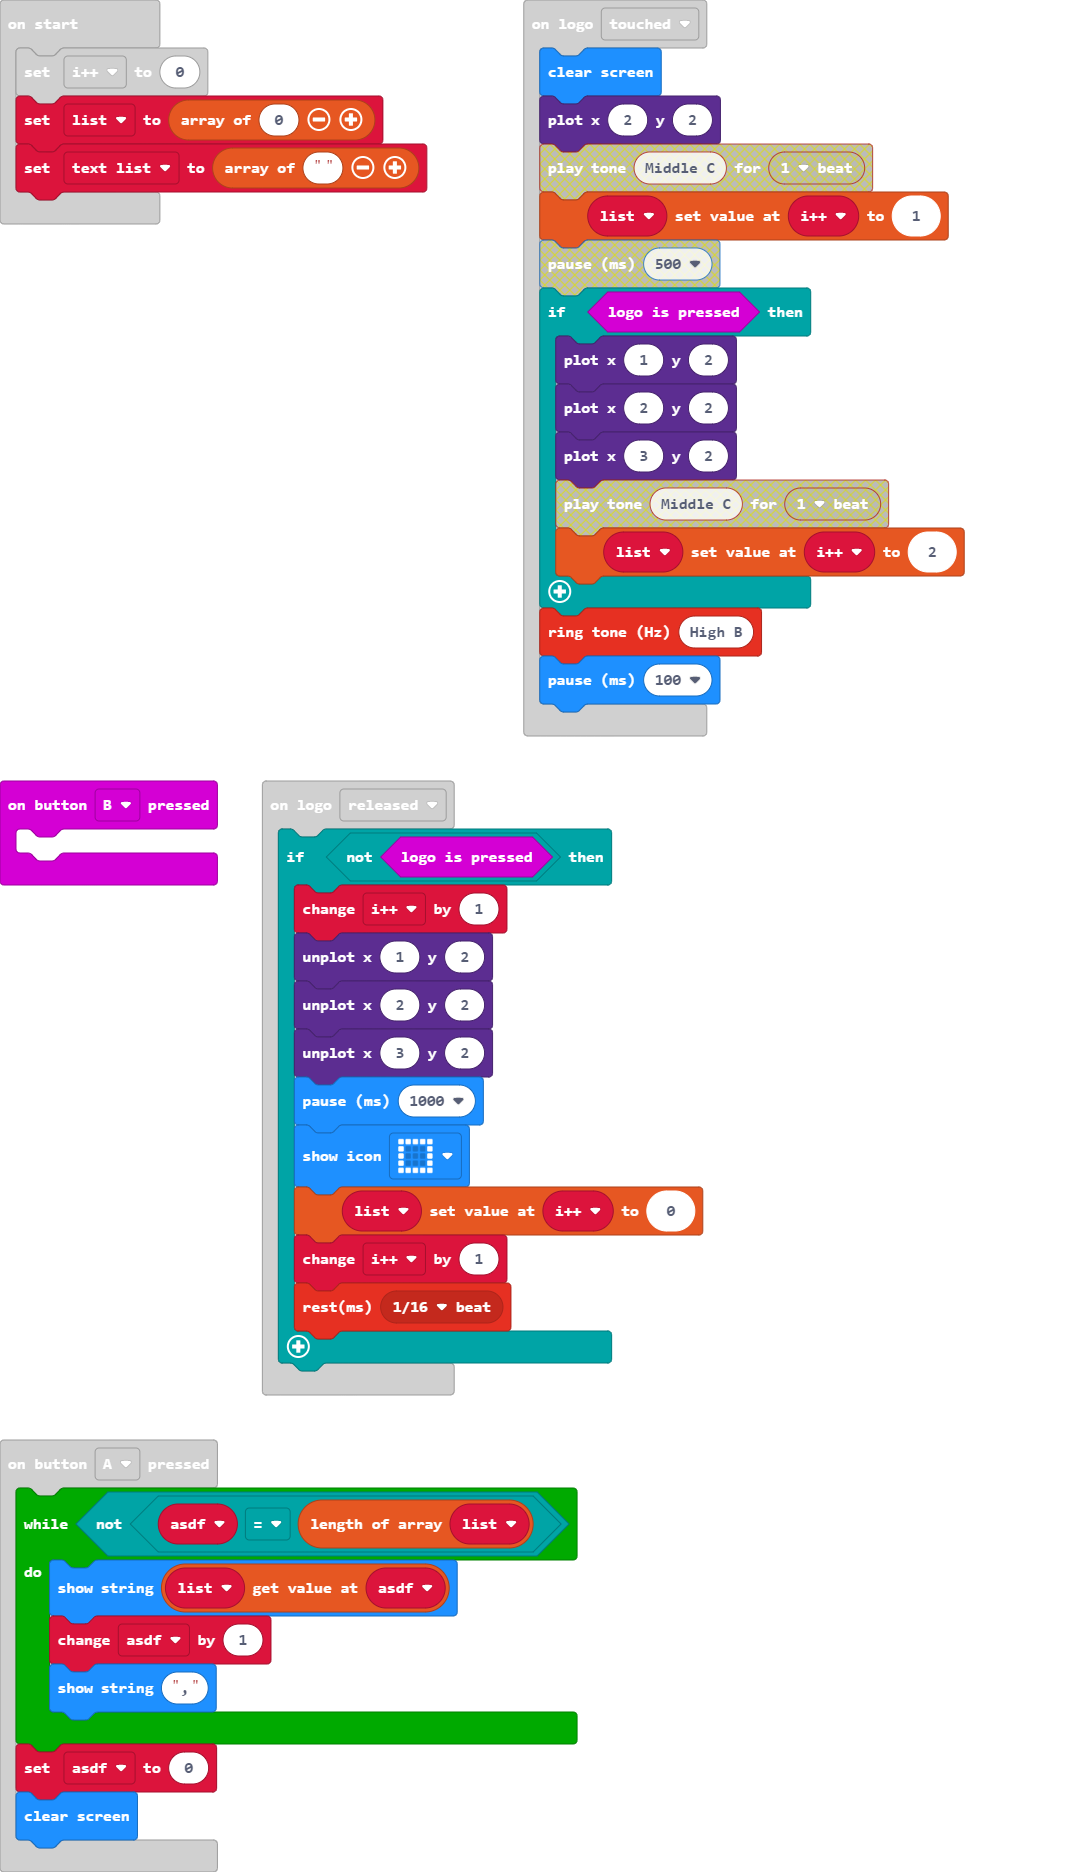 on start
set i++ to 0
set list to array of 0
set text list to array of " "
on logo touched
clear screen
plot x 2 y 2
play tone Middle C for 1 beat
list set value at i++ to 1
pause (ms) 500
if logo is pressed then
plot x 1 y 2
plot x 2 y 2
plot x 3 y 2
play tone Middle C for 1 beat
list set value at i++ to 2
ring tone (Hz) High B
pause (ms) 100
on button B pressed
on logo released
if not logo is pressed then
change i++ by 1
unplot x 1 y 2
unplot x 2 y 2
unplot x 3 y 2
pause (ms) 1000
show icon
list set value at i++ to 0
change i++ by 1
rest(ms) 1/16 beat
on button A pressed
while not asdf = length of array list
do
show string list get value at asdf
change asdf by 1
show string ","
set asdf to 0
clear screen